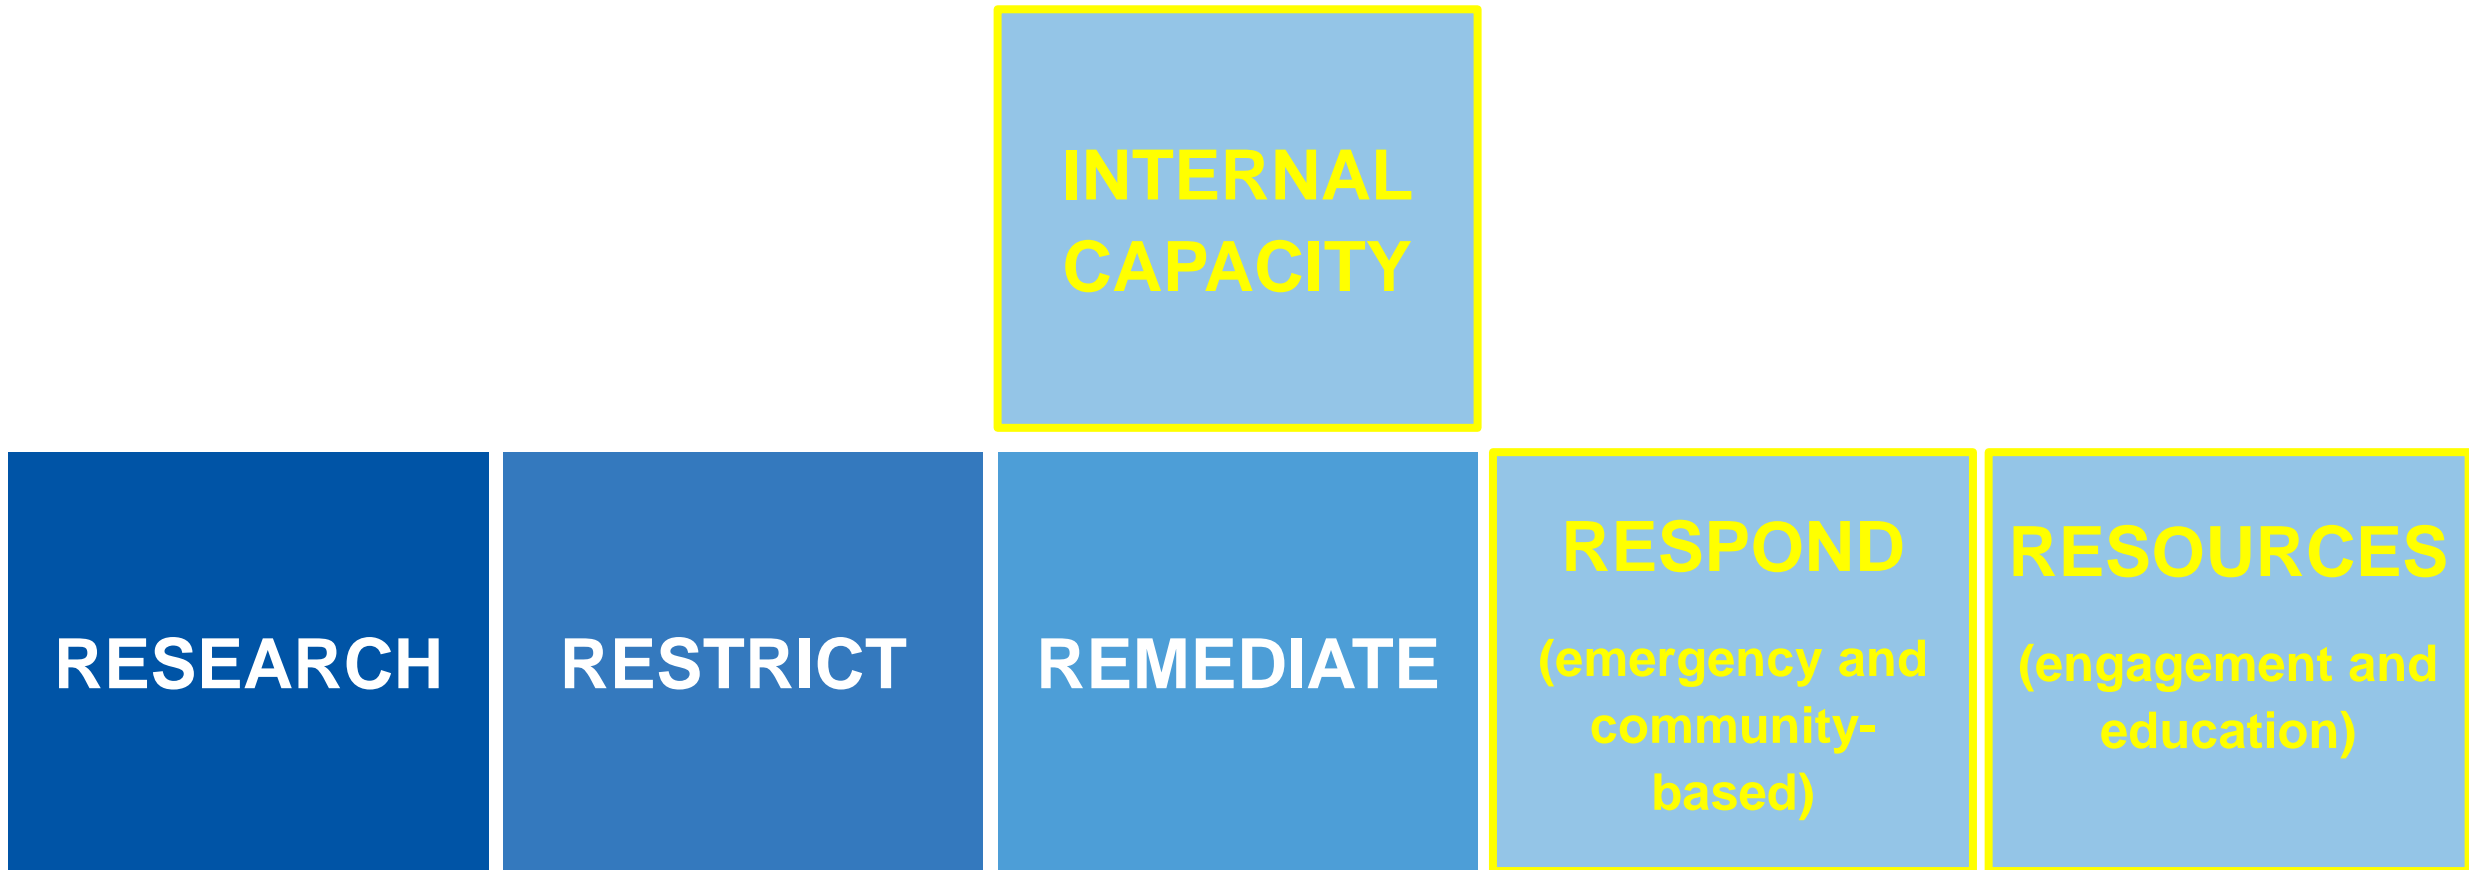 INTERNAL
CAPACITY
RESEARCH
RESTRICT
REMEDIATE
RESPOND
(emergency and
community-
based)
RESOURCES
(engagement and
education)